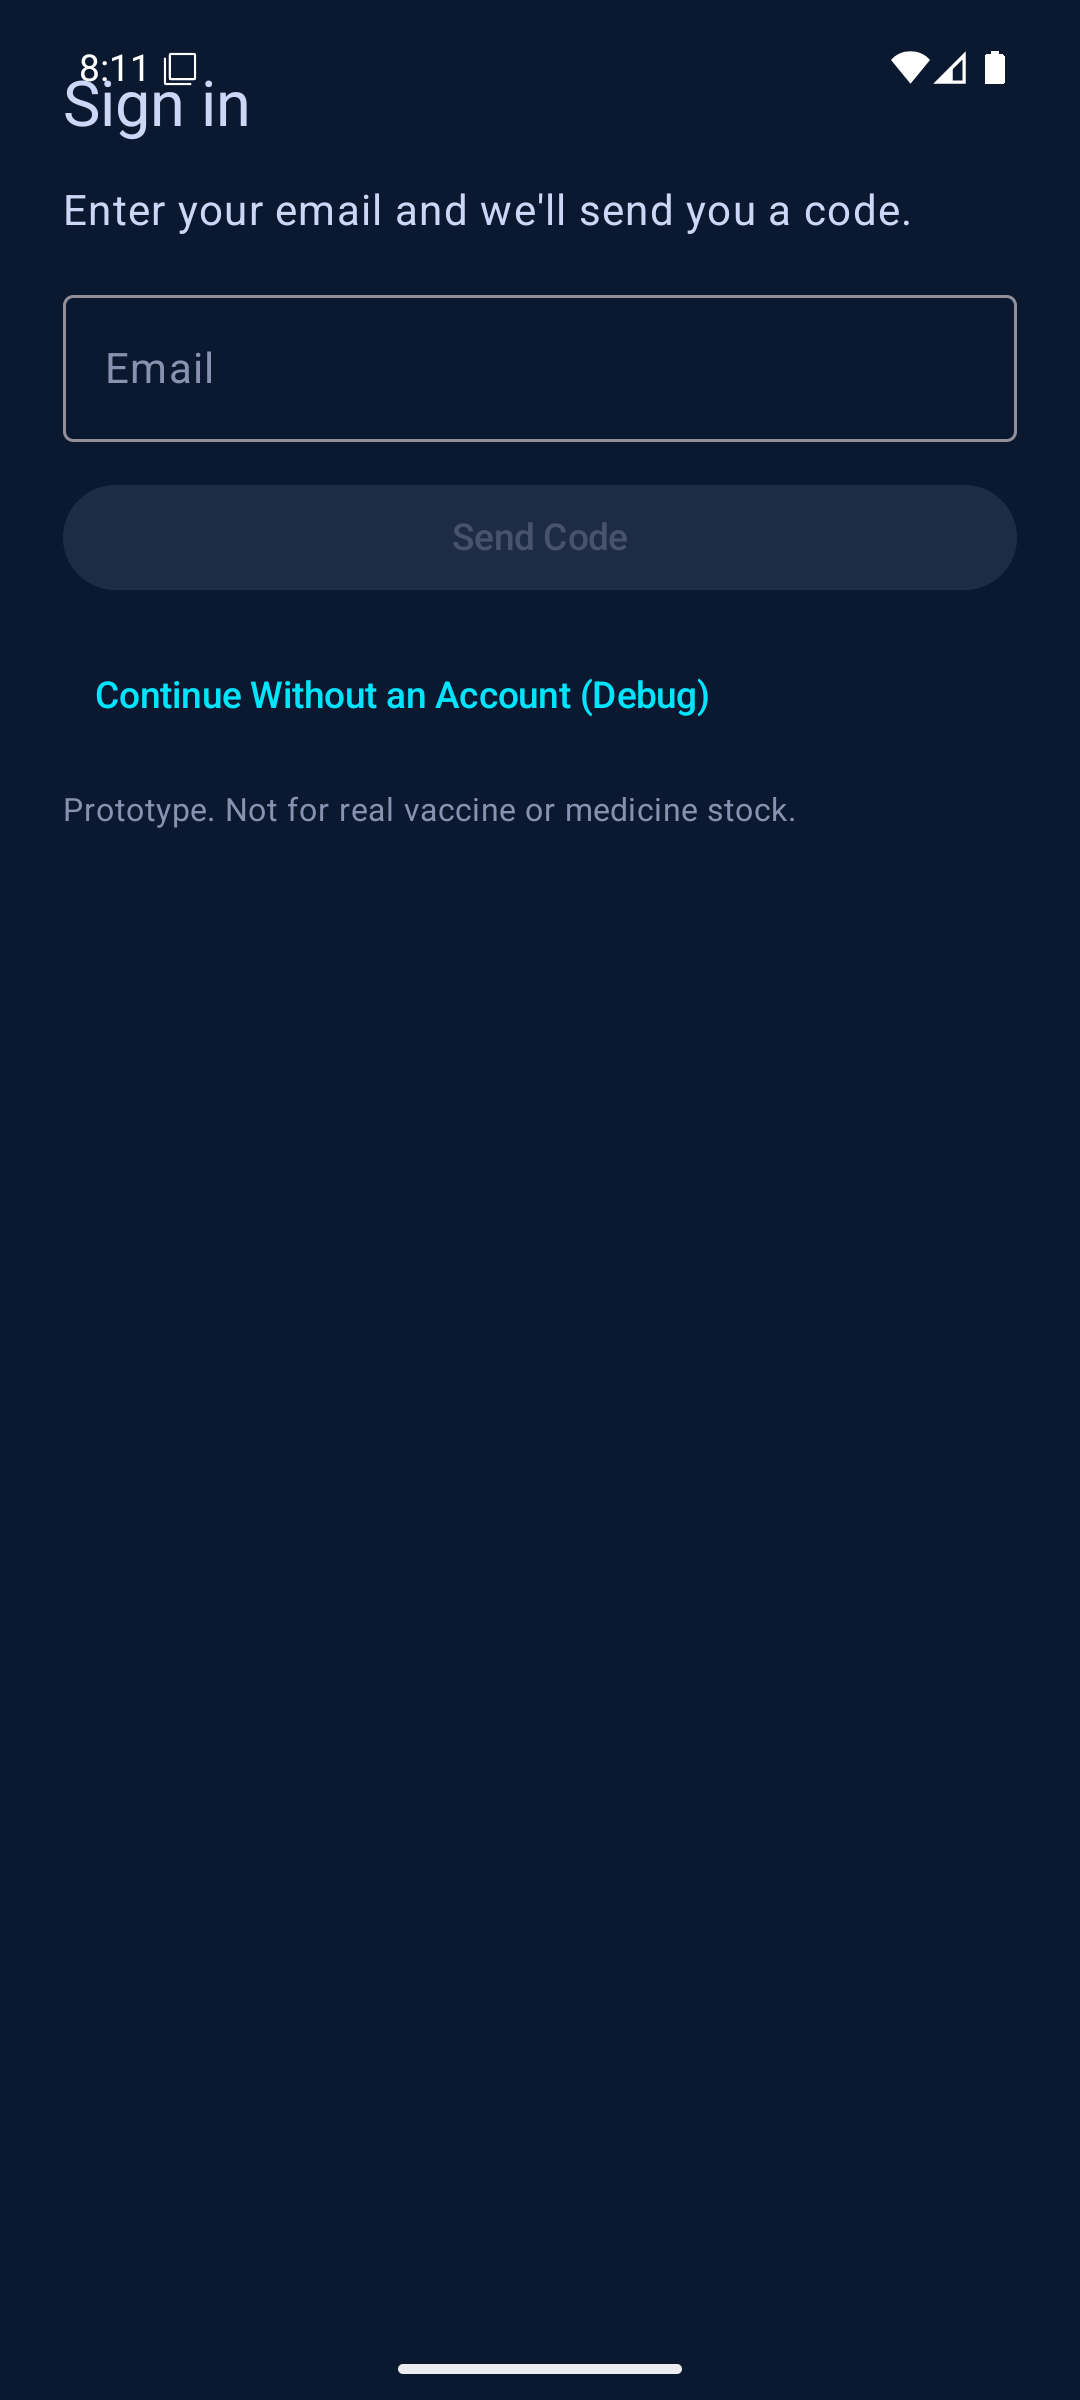 8:11
Sign in
Enter your email and we'll send you a code.
Email
Send Code
Continue Without an Account (Debug)
Prototype. Not for real vaccine or medicine stock.